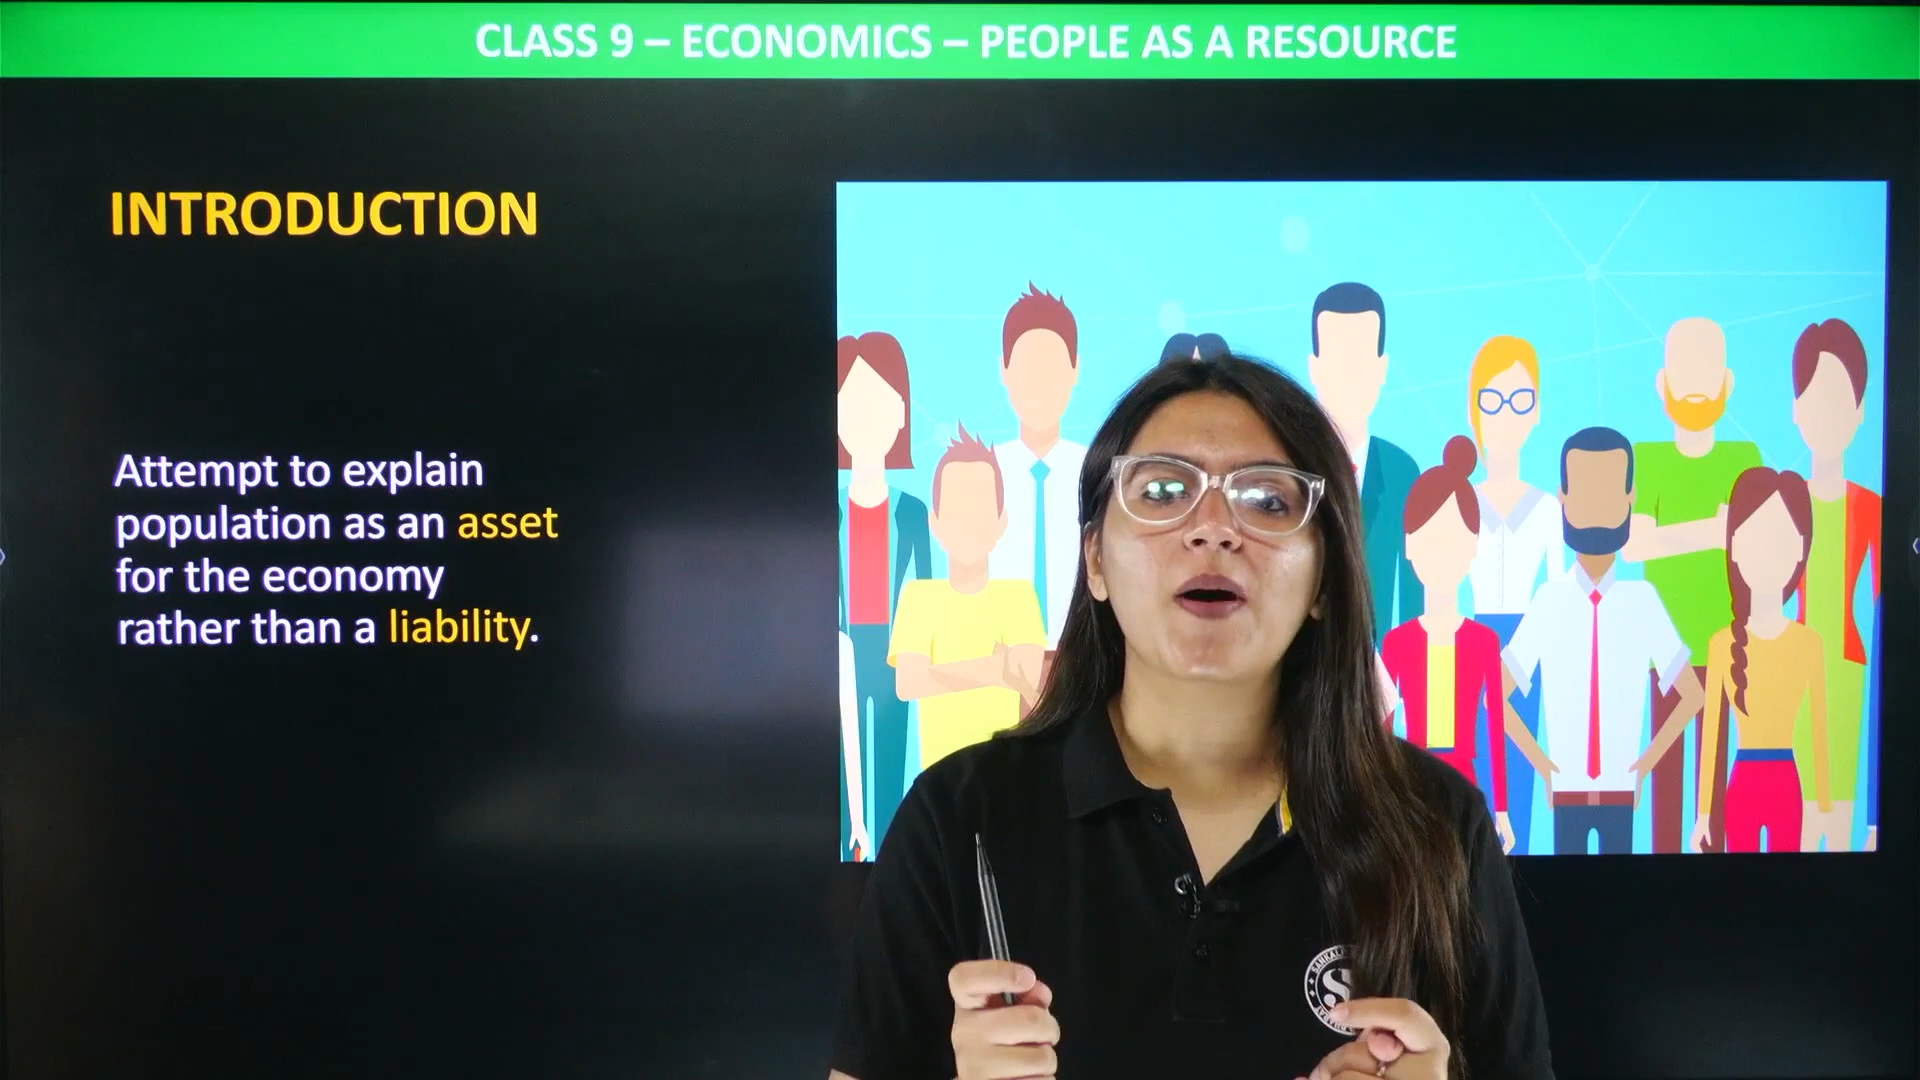 CLASS 9 – ECONOMICS – PEOPLE AS A RESOURCE
INTRODUCTION
Attempt to explain
population as an asset
for the economy
rather than a liability.